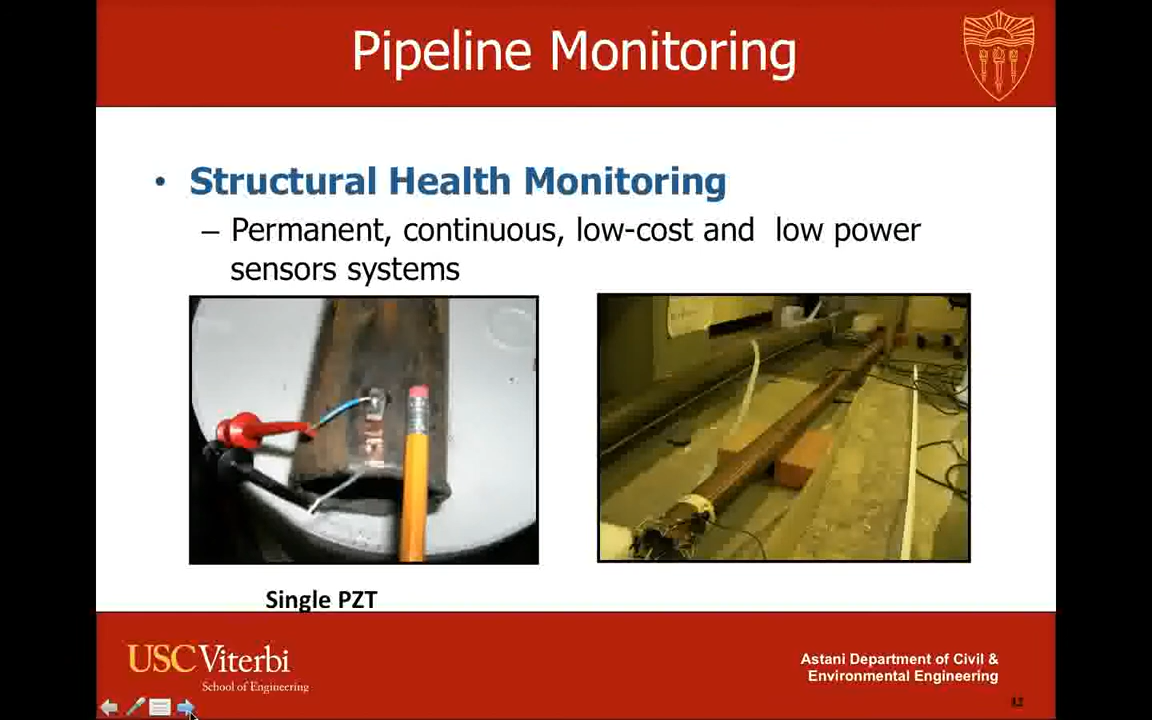 Pipeline Monitoring
• Structural Health Monitoring
– Permanent, continuous, low-cost and low power
sensors systems
Single PZT
USC Viterbi
School of Engineering
Astani Department of Civil &
Environmental Engineering